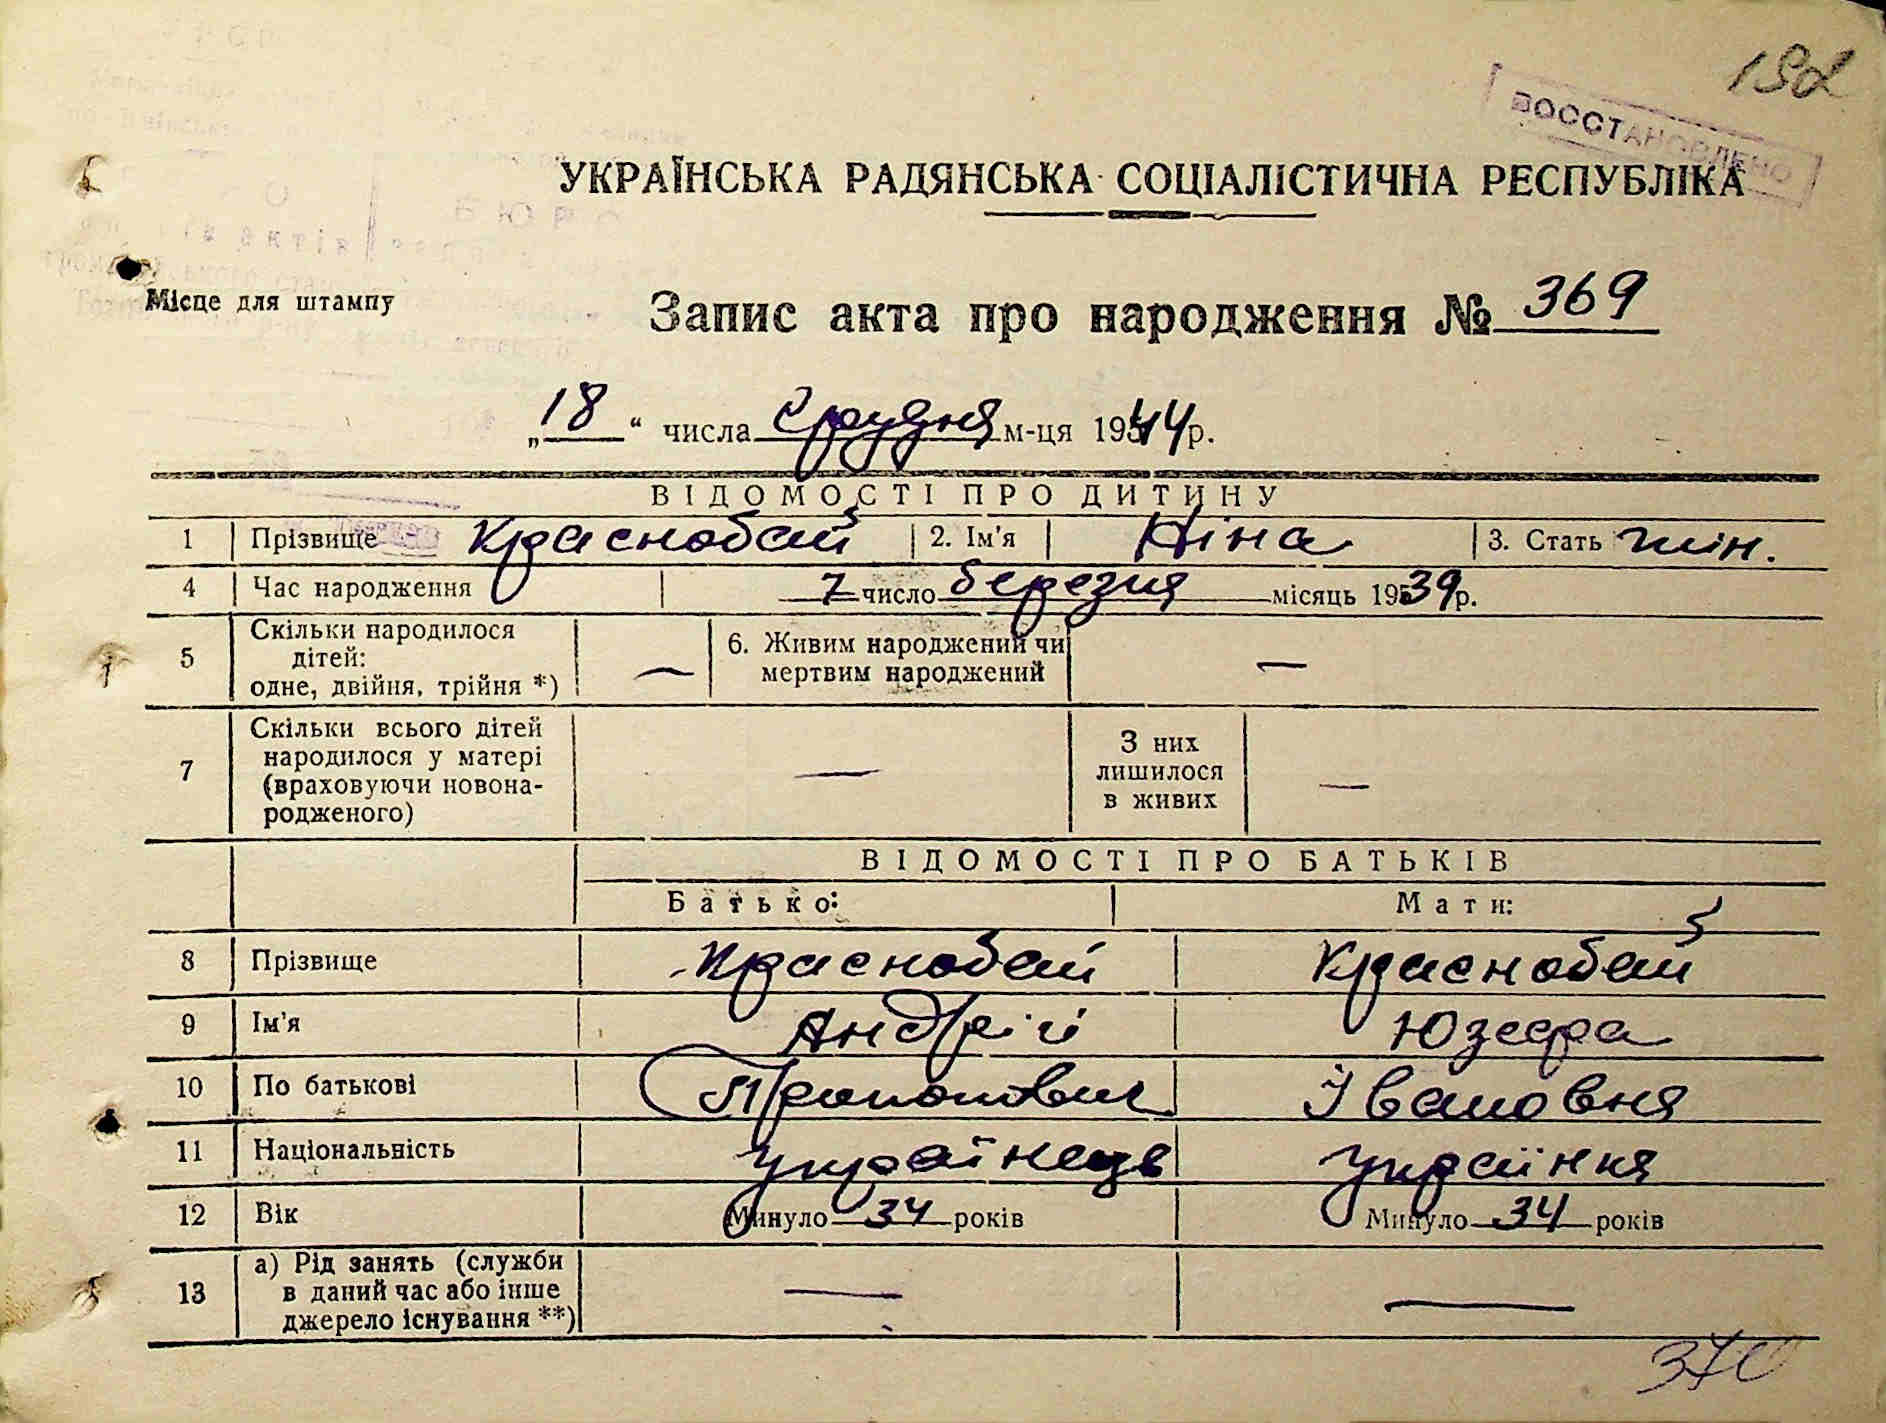 192
ВОССТАНОВЛЕНО
УКРАЇНСЬКА РАДЯНСЬКА СОЦІАЛІСТИЧНА РЕСПУБЛІКА
Місце для штампу
Запис акта про народження № 369
„18“ числа Грудня м-ця 1944 р.
ВІДОМОСТІ ПРО ДИТИНУ
1 Прізвище Краснобай 2. Ім'я Ніна 3. Стать жін.
4 Час народження 7 число березня місяць 1939 р.
5 Скільки народилося дітей: одне, двійня, трійня *) — 6. Живим народжений чи мертвим народжений —
7 Скільки всього дітей народилося у матері (враховуючи новона-родженого) — З них лишилося в живих —
ВІДОМОСТІ ПРО БАТЬКІВ
Батько: Мати:
8 Прізвище Краснобай Краснобай
9 Ім'я Андрій Юзефа
10 По батькові Івановня
11 Національність українець українка
12 Вік Минуло 34 років Минуло 34 років
13 а) Рід занять (служби в даний час або інше джерело існування **) — —
370